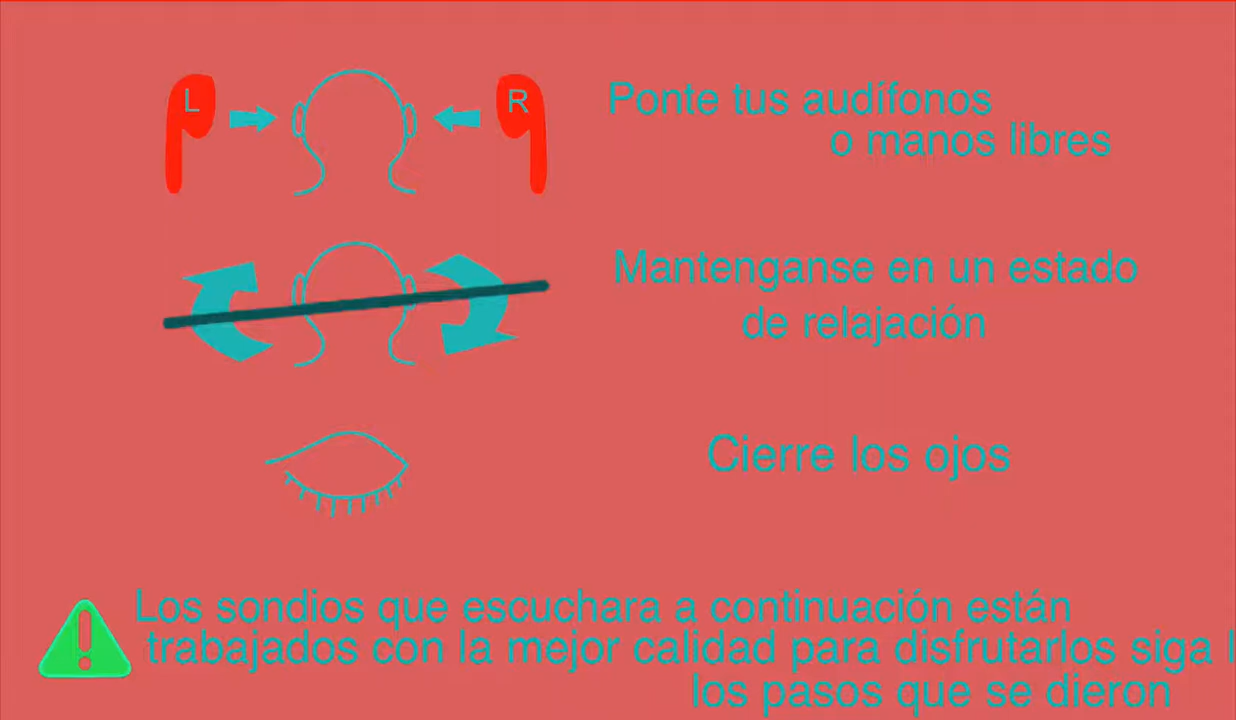 L
R
Ponte tus audífonos
o manos libres
Mantenganse en un estado
de relajación
Cierre los ojos
Los sondios que escuchara a continuación están
trabajados con la mejor calidad para disfrutarlos siga l
los pasos que se dieron